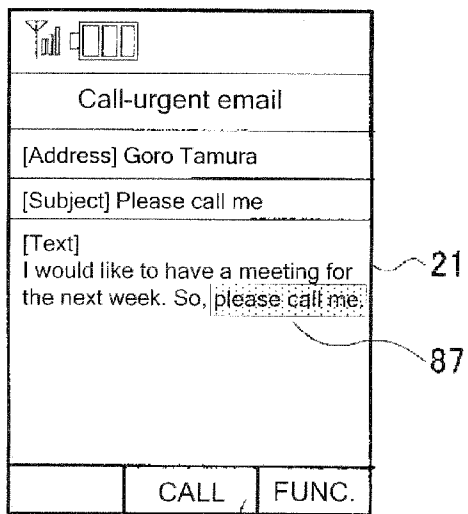 Call-urgent email
[Address] Goro Tamura
[Subject] Please call me
[Text]
I would like to have a meeting for
the next week. So, please call me.
21
87
CALL FUNC.